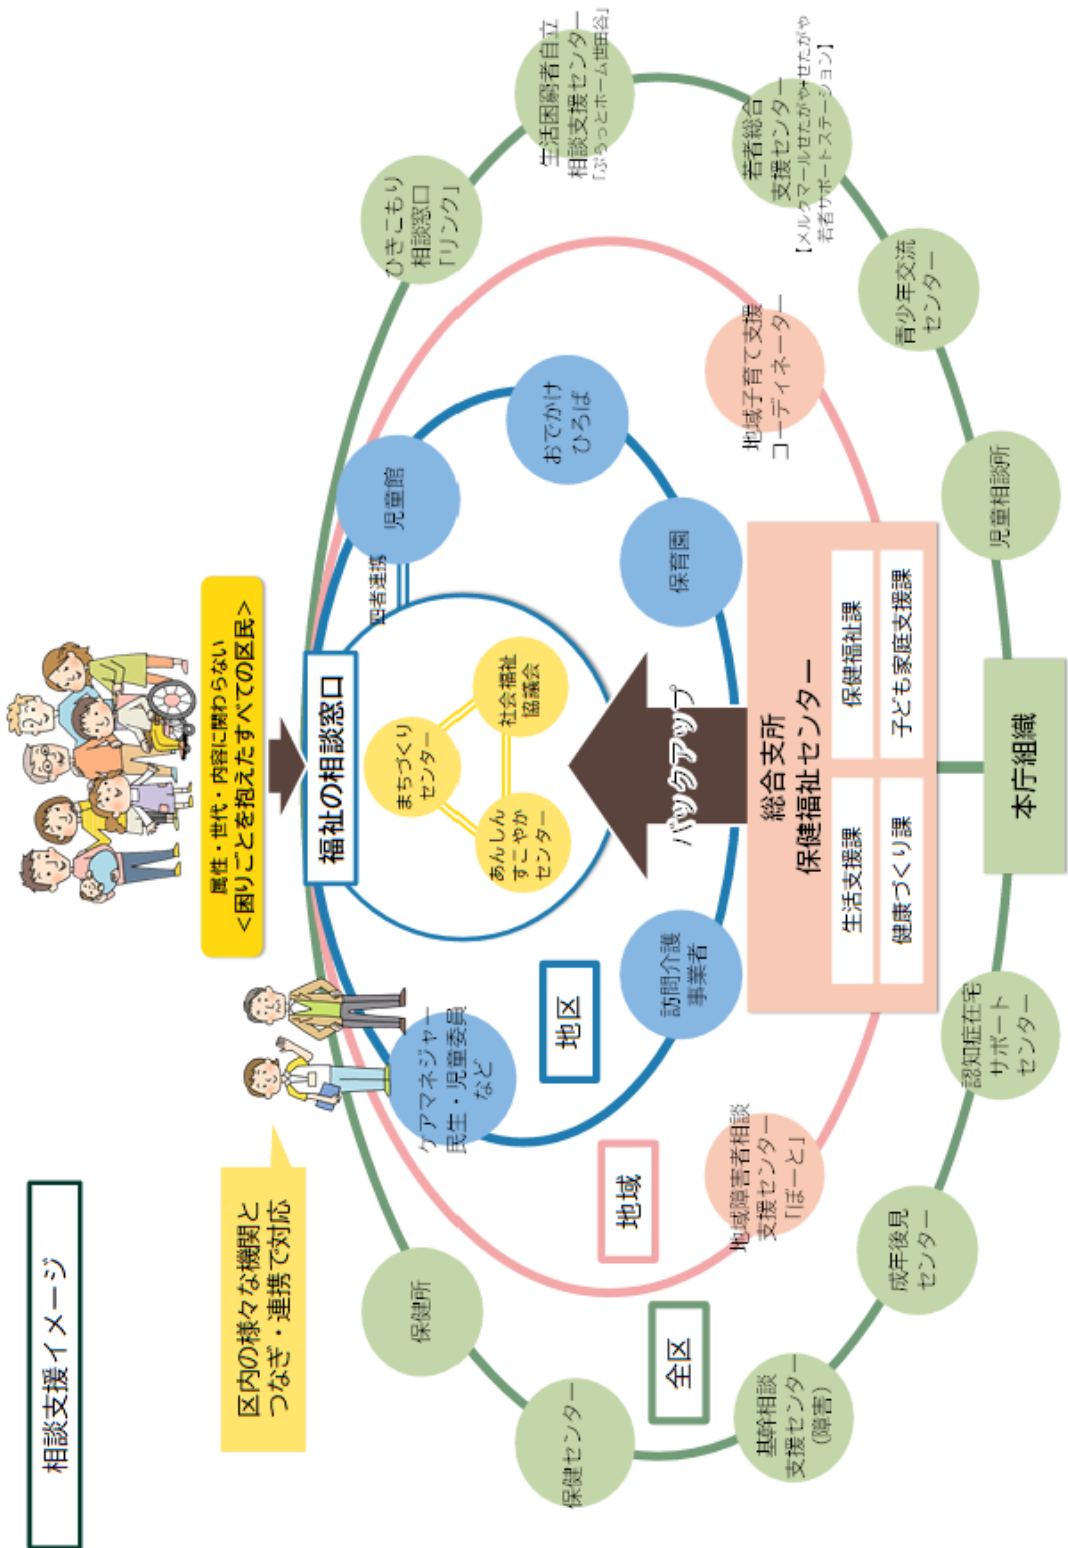 相談支援イメージ
属性・世代・内容に関わらない
＜困りごとを抱えたすべての区民＞
区内の様々な機関と
つなぎ・連携で対応
福祉の相談窓口
四者連携
まちづくり
センター
あんしん
すこやか
センター
社会福祉
協議会
地区
ケアマネジャー
民生・児童委員
など
訪問介護
事業者
児童館
おでかけ
ひろば
保育園
バックアップ
地域
地域障害者相談
支援センター
「ぽーと」
総合支所
保健福祉センター
生活支援課
保健福祉課
健康づくり課
子ども家庭支援課
地域子育て支援
コーディネーター
全区
保健所
保健センター
基幹相談
支援センター
（障害）
成年後見
センター
認知症在宅
サポート
センター
本庁組織
児童相談所
青少年交流
センター
若者総合
支援センター
【メルクマールせたがや+せたがや
若者サポートステーション】
生活困窮者自立
相談支援センター
「ぷらっとホーム世田谷」
ひきこもり
相談窓口
「リンク」